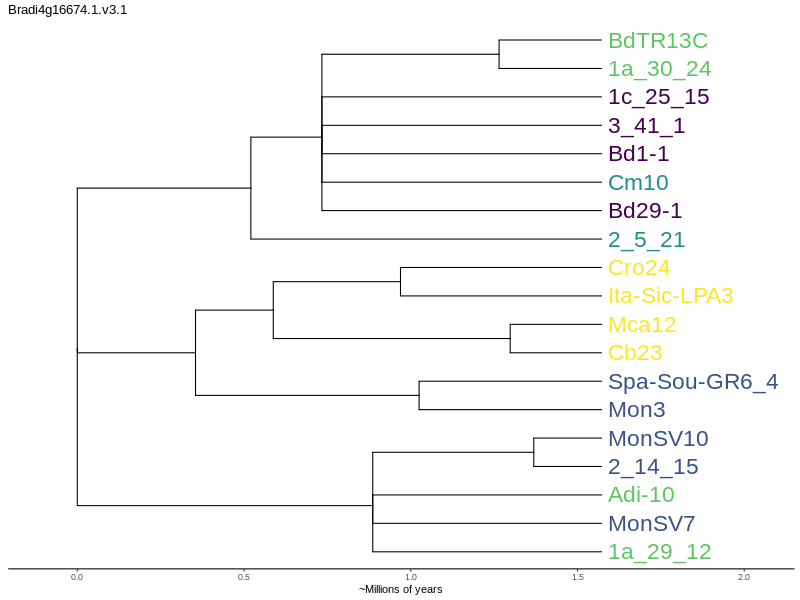 Bradi4g16674.1.v3.1
BdTR13C
1a_30_24
1c_25_15
3_41_1
Bd1-1
Cm10
Bd29-1
2_5_21
Cro24
Ita-Sic-LPA3
Mca12
Cb23
Spa-Sou-GR6_4
Mon3
MonSV10
2_14_15
Adi-10
MonSV7
1a_29_12
0.0 0.5 1.0 1.5 2.0
~Millions of years